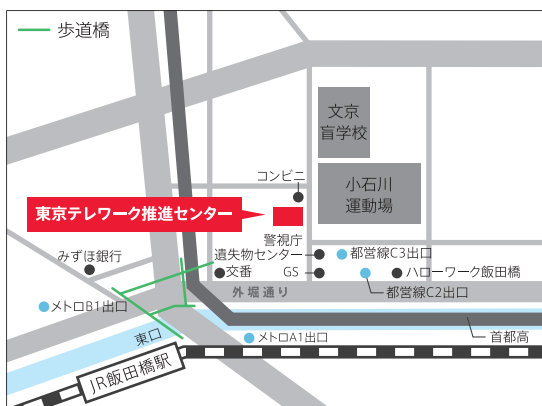 歩道橋
文京
盲学校
コンビニ
小石川
運動場
東京テレワーク推進センター
警視庁
遺失物センター
都営線C3出口
みずほ銀行
交番
GS
ハローワーク飯田橋
外堀通り
都営線C2出口
メトロB1出口
東口
メトロA1出口
首都高
JR飯田橋駅